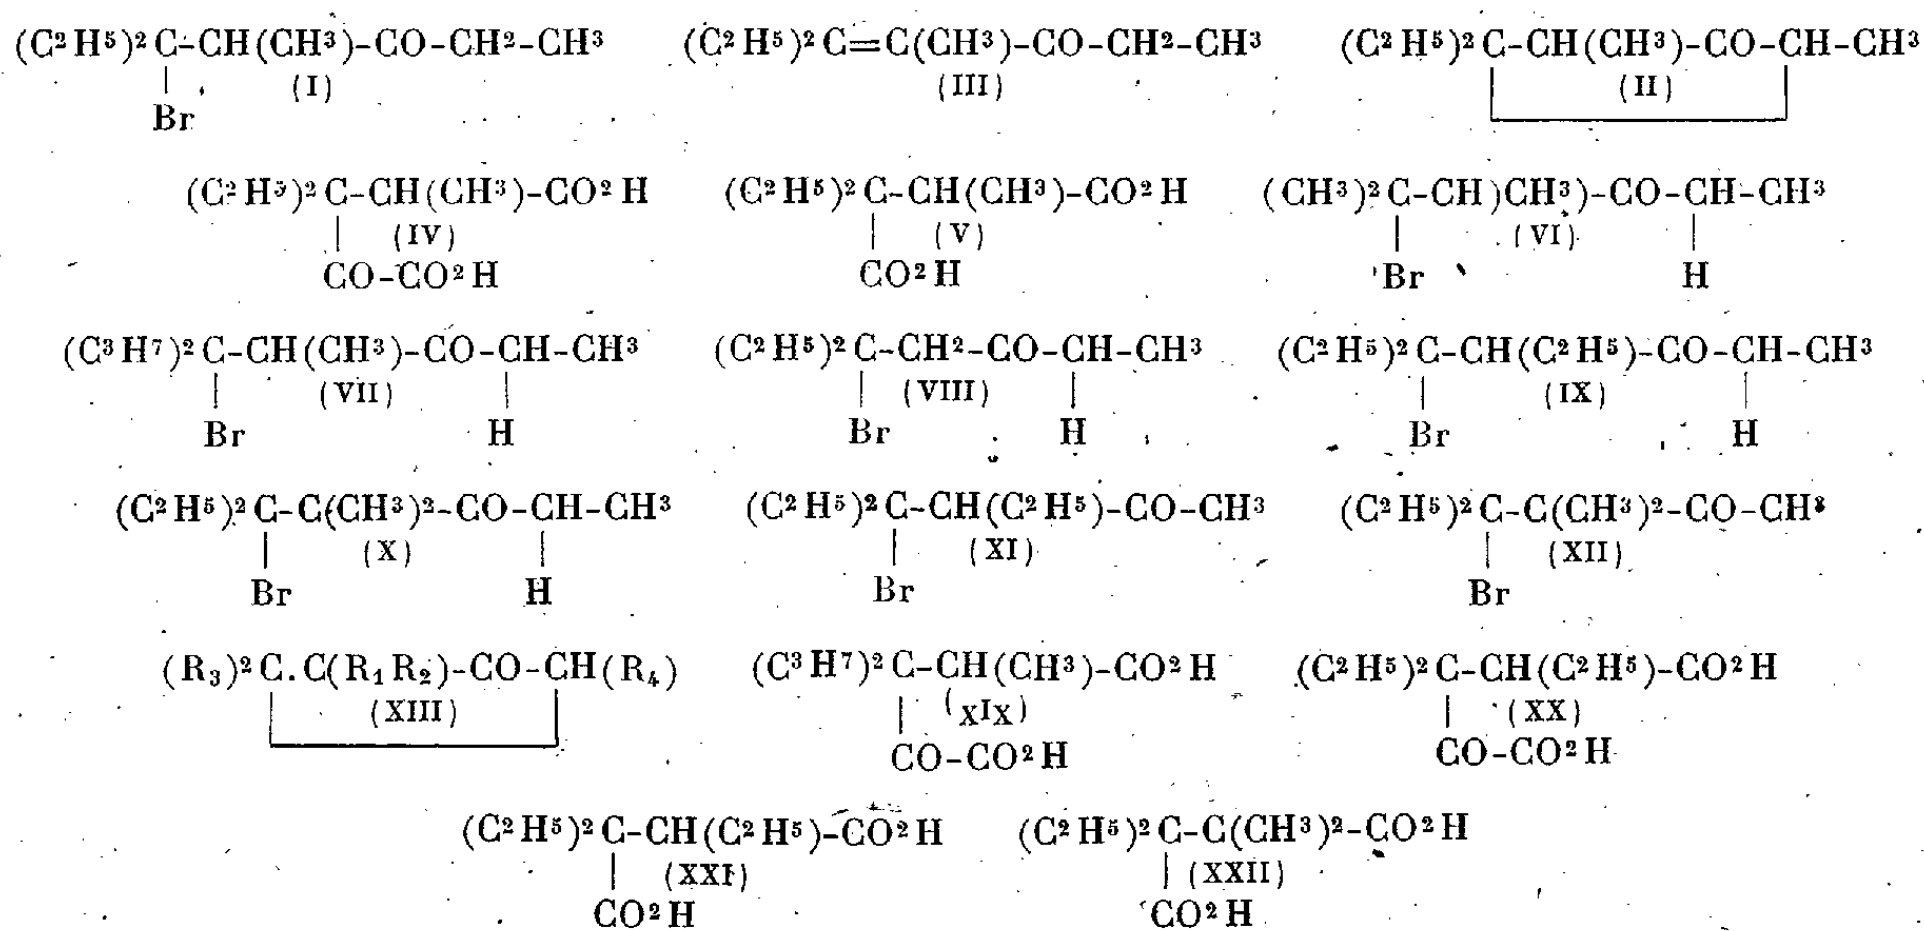 (C²H⁵)²C-CH(CH³)-CO-CH²-CH³ (C²H⁵)²C=C(CH³)-CO-CH²-CH³ (C²H⁵)²C-CH(CH³)-CO-CH-CH³
(I) (III) (II)
Br
(C²H⁵)²C-CH(CH³)-CO²H (C²H⁵)²C-CH(CH³)-CO²H (CH³)²C-CH)CH³)-CO-CH-CH³
(IV) (V) (VI)
CO-CO²H CO²H Br H
(C³H⁷)²C-CH(CH³)-CO-CH-CH³ (C²H⁵)²C-CH²-CO-CH-CH³ (C²H⁵)²C-CH(C²H⁵)-CO-CH-CH³
(VII) (VIII) (IX)
Br H Br H Br H
(C²H⁵)²C-C(CH³)²-CO-CH-CH³ (C²H⁵)²C-CH(C²H⁵)-CO-CH³ (C²H⁵)²C-C(CH³)²-CO-CH³
(X) (XI) (XII)
Br H Br Br
(R₃)²C.C(R₁R₂)-CO-CH(R₄) (C³H⁷)²C-CH(CH³)-CO²H (C²H⁵)²C-CH(C²H⁵)-CO²H
(XIII) (XIX) (XX)
CO-CO²H CO-CO²H
(C²H⁵)²C-CH(C²H⁵)-CO²H (C²H⁵)²C-C(CH³)²-CO²H
(XXI) (XXII)
CO²H CO²H